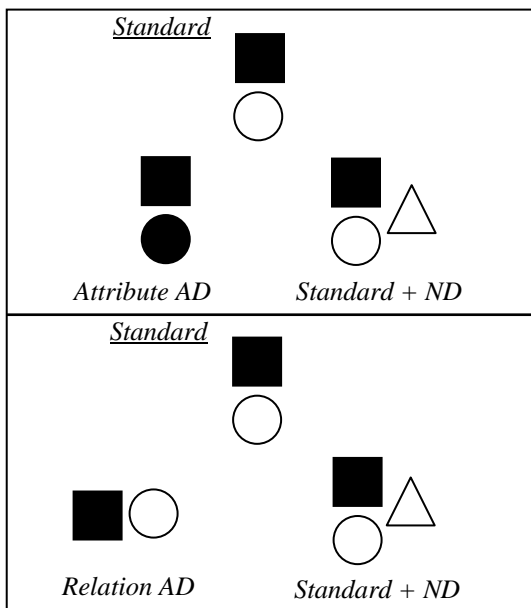 Standard
Attribute AD Standard + ND
Standard
Relation AD Standard + ND